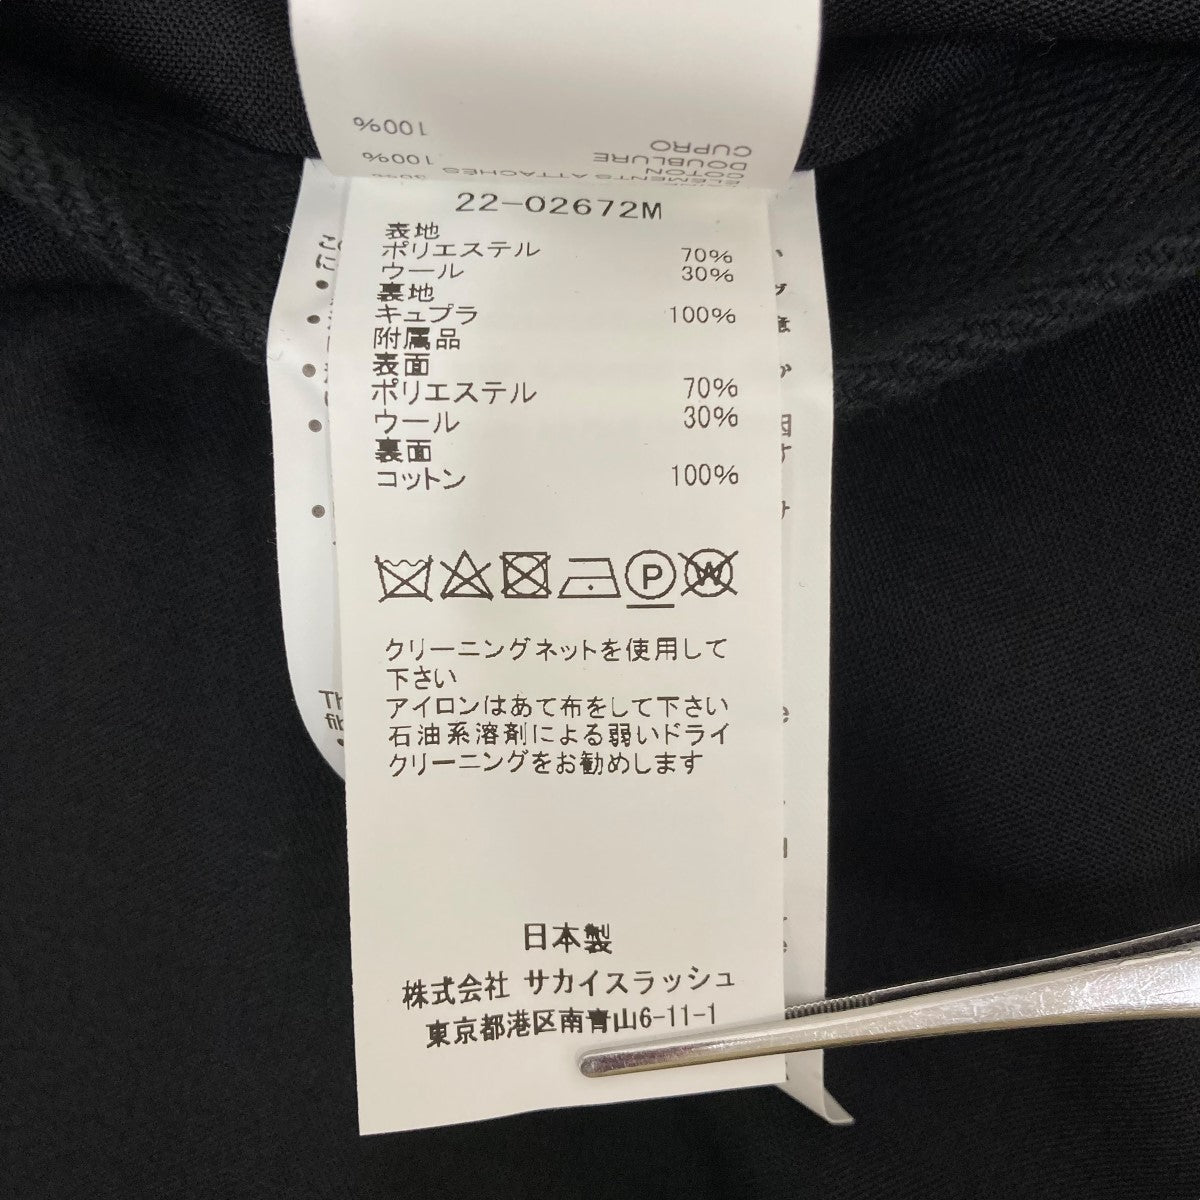 CUPRO 100%
DOUBLURE
COTON 100%
ÉLÉMENTS ATTACHÉS
30%
22-02672M
表地
ポリエステル 70%
ウール 30%
裏地
キュプラ 100%
附属品
表面
ポリエステル 70%
ウール 30%
裏面
コットン 100%
P W
クリーニングネットを使用して
下さい
アイロンはあて布をして下さい
石油系溶剤による弱いドライ
クリーニングをお勧めします
日本製
株式会社 サカイスラッシュ
東京都港区南青山6-11-1